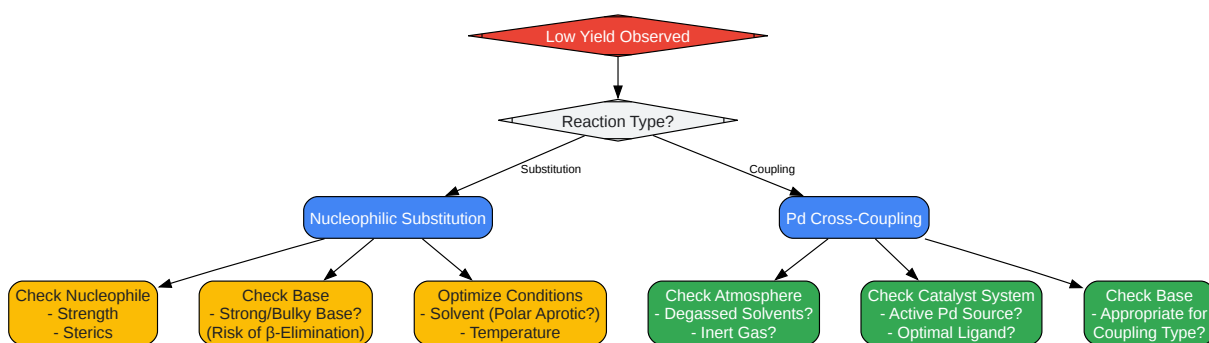 Low Yield Observed
Reaction Type?
Substitution
Coupling
Nucleophilic Substitution
Pd Cross-Coupling
Check Nucleophile
- Strength
- Sterics
Check Base
- Strong/Bulky Base?
(Risk of β-Elimination)
Optimize Conditions
- Solvent (Polar Aprotic?)
- Temperature
Check Atmosphere
- Degassed Solvents?
- Inert Gas?
Check Catalyst System
- Active Pd Source?
- Optimal Ligand?
Check Base
- Appropriate for
Coupling Type?